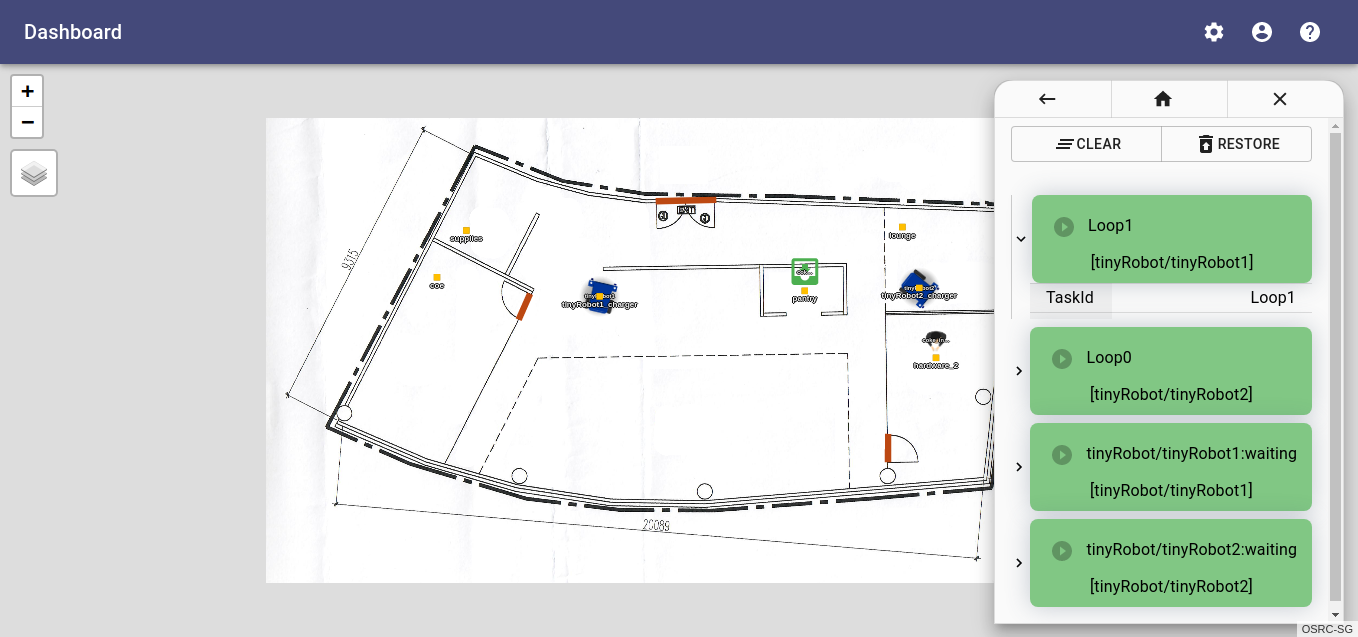 Dashboard
+
−
CLEAR
RESTORE
Loop1
[tinyRobot/tinyRobot1]
TaskId Loop1
Loop0
[tinyRobot/tinyRobot2]
tinyRobot/tinyRobot1:waiting
[tinyRobot/tinyRobot1]
tinyRobot/tinyRobot2:waiting
[tinyRobot/tinyRobot2]
9315
supplies
coe
EXIT
lounge
tinyRobot1_charger
pantry
tinyRobot2_charger
hardware_2
20089
OSRC-SG